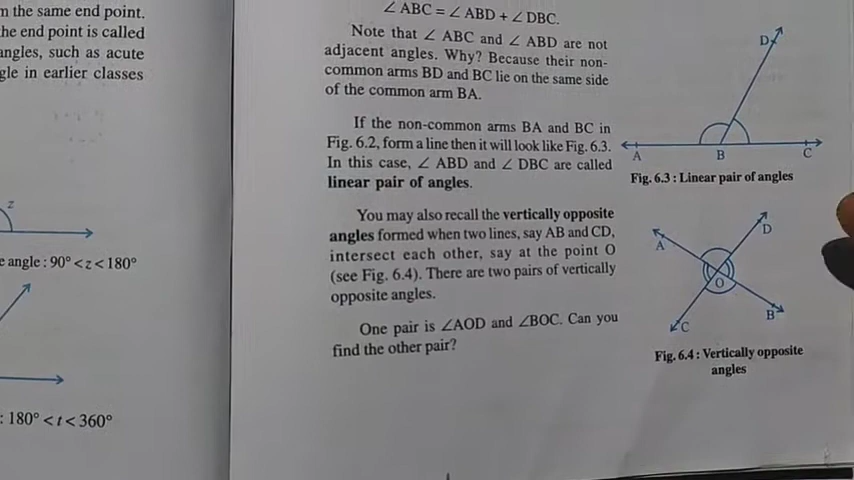 m the same end point.
the end point is called
angles, such as acute
gle in earlier classes
z
e angle : 90° < z < 180°
: 180° < t < 360°
∠ ABC = ∠ ABD + ∠ DBC.
Note that ∠ ABC and ∠ ABD are not
adjacent angles. Why? Because their non-
common arms BD and BC lie on the same side
of the common arm BA.
If the non-common arms BA and BC in
Fig. 6.2, form a line then it will look like Fig. 6.3.
In this case, ∠ ABD and ∠ DBC are called
linear pair of angles.
You may also recall the vertically opposite
angles formed when two lines, say AB and CD,
intersect each other, say at the point O
(see Fig. 6.4). There are two pairs of vertically
opposite angles.
One pair is ∠AOD and ∠BOC. Can you
find the other pair?
D
A B C
Fig. 6.3 : Linear pair of angles
A D
O
C B
Fig. 6.4 : Vertically opposite
angles